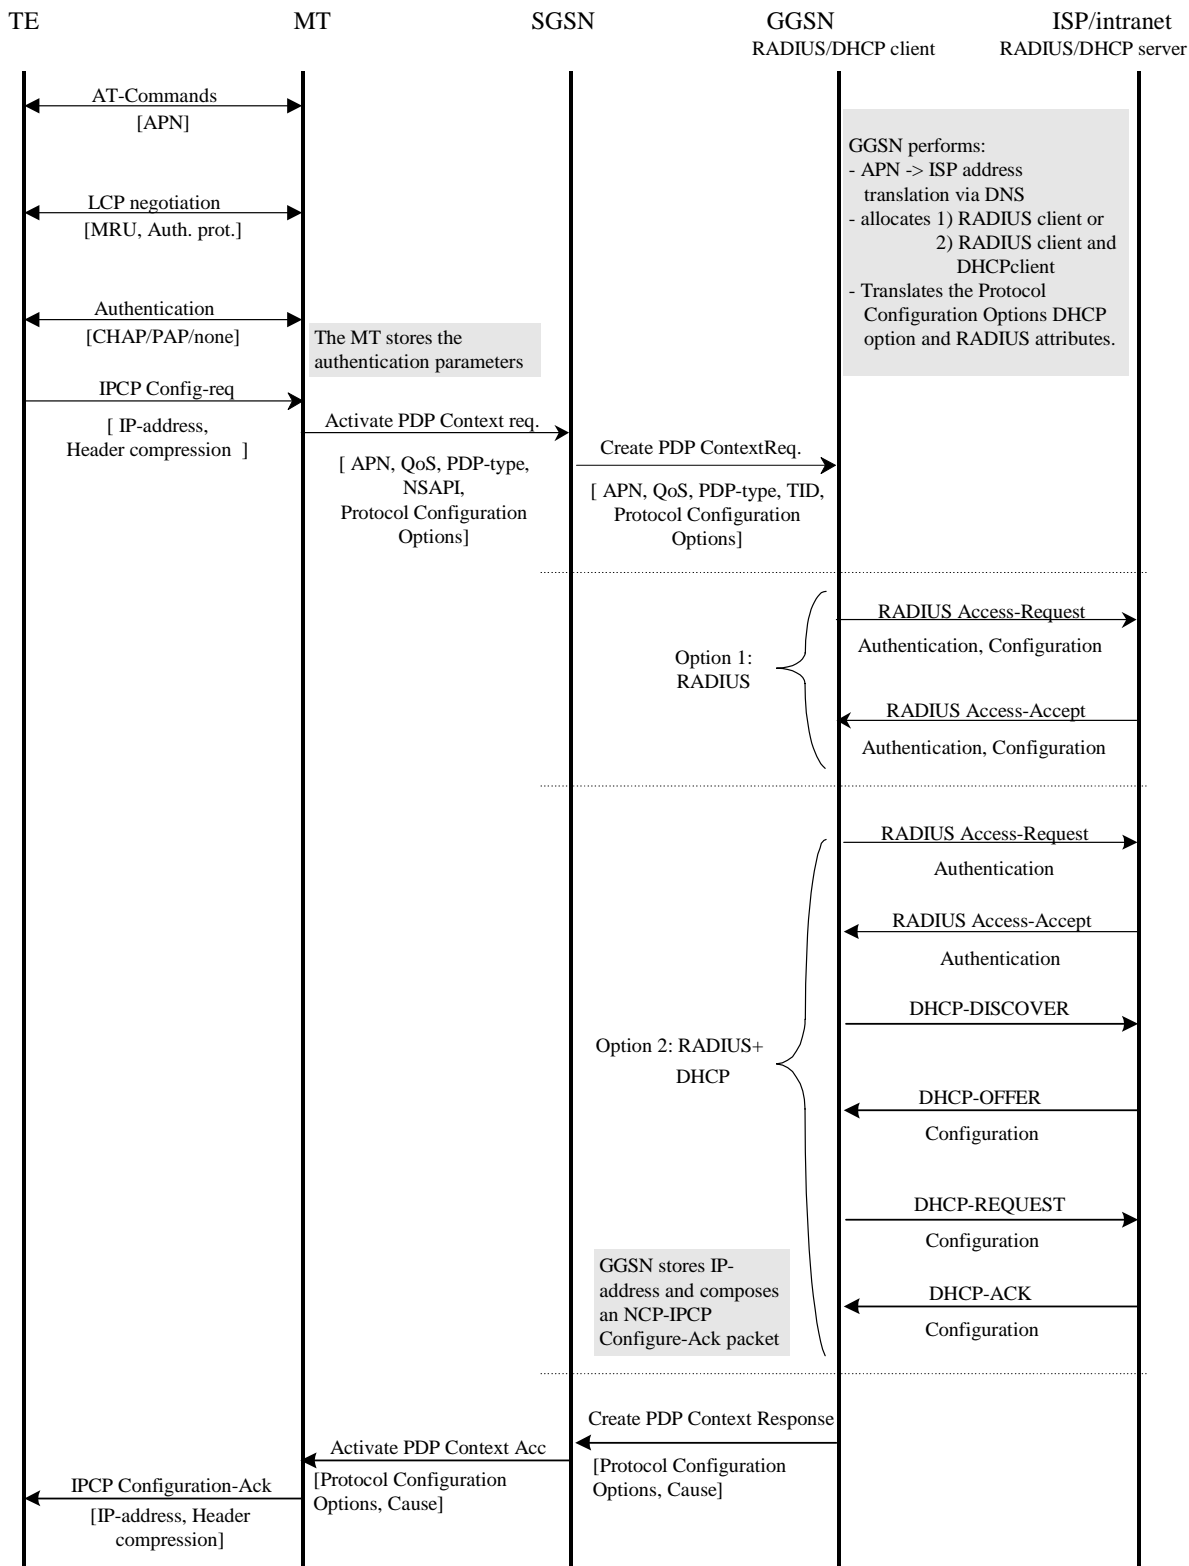 TE
MT
SGSN
GGSN
ISP/intranet
RADIUS/DHCP client
RADIUS/DHCP server
AT-Commands
[APN]
GGSN performs:
- APN -> ISP address
translation via DNS
- allocates 1) RADIUS client or
2) RADIUS client and
DHCPclient
- Translates the Protocol
Configuration Options DHCP
option and RADIUS attributes.
LCP negotiation
[MRU, Auth. prot.]
Authentication
[CHAP/PAP/none]
The MT stores the
authentication parameters
IPCP Config-req
[ IP-address,
Header compression ]
Activate PDP Context req.
[ APN, QoS, PDP-type,
NSAPI,
Protocol Configuration
Options]
Create PDP ContextReq.
[ APN, QoS, PDP-type, TID,
Protocol Configuration
Options]
RADIUS Access-Request
Authentication, Configuration
Option 1:
RADIUS
RADIUS Access-Accept
Authentication, Configuration
RADIUS Access-Request
Authentication
RADIUS Access-Accept
Authentication
DHCP-DISCOVER
Option 2: RADIUS+
DHCP
DHCP-OFFER
Configuration
DHCP-REQUEST
Configuration
GGSN stores IP-
address and composes
an NCP-IPCP
Configure-Ack packet
DHCP-ACK
Configuration
Create PDP Context Response
[Protocol Configuration
Options, Cause]
Activate PDP Context Acc
[Protocol Configuration
Options, Cause]
IPCP Configuration-Ack
[IP-address, Header
compression]